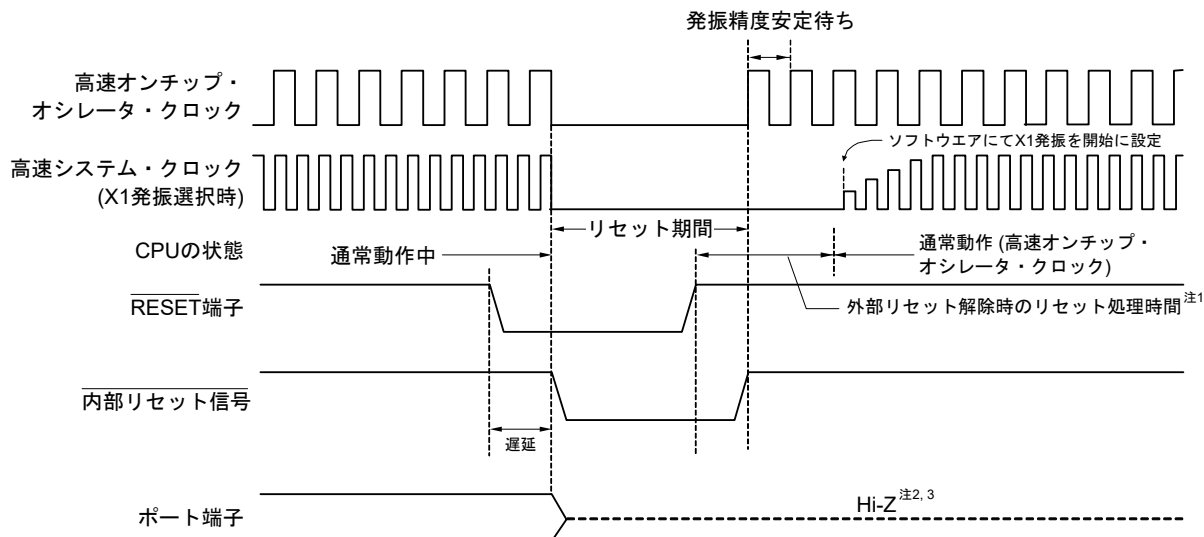 発振精度安定待ち
高速オンチップ・
オシレータ・クロック
ソフトウエアにてX1発振を開始に設定
高速システム・クロック
(X1発振選択時)
リセット期間
CPUの状態
通常動作中
通常動作 (高速オンチップ・
オシレータ・クロック)
RESET端子
外部リセット解除時のリセット処理時間注1
内部リセット信号
遅延
ポート端子
Hi-Z注2, 3